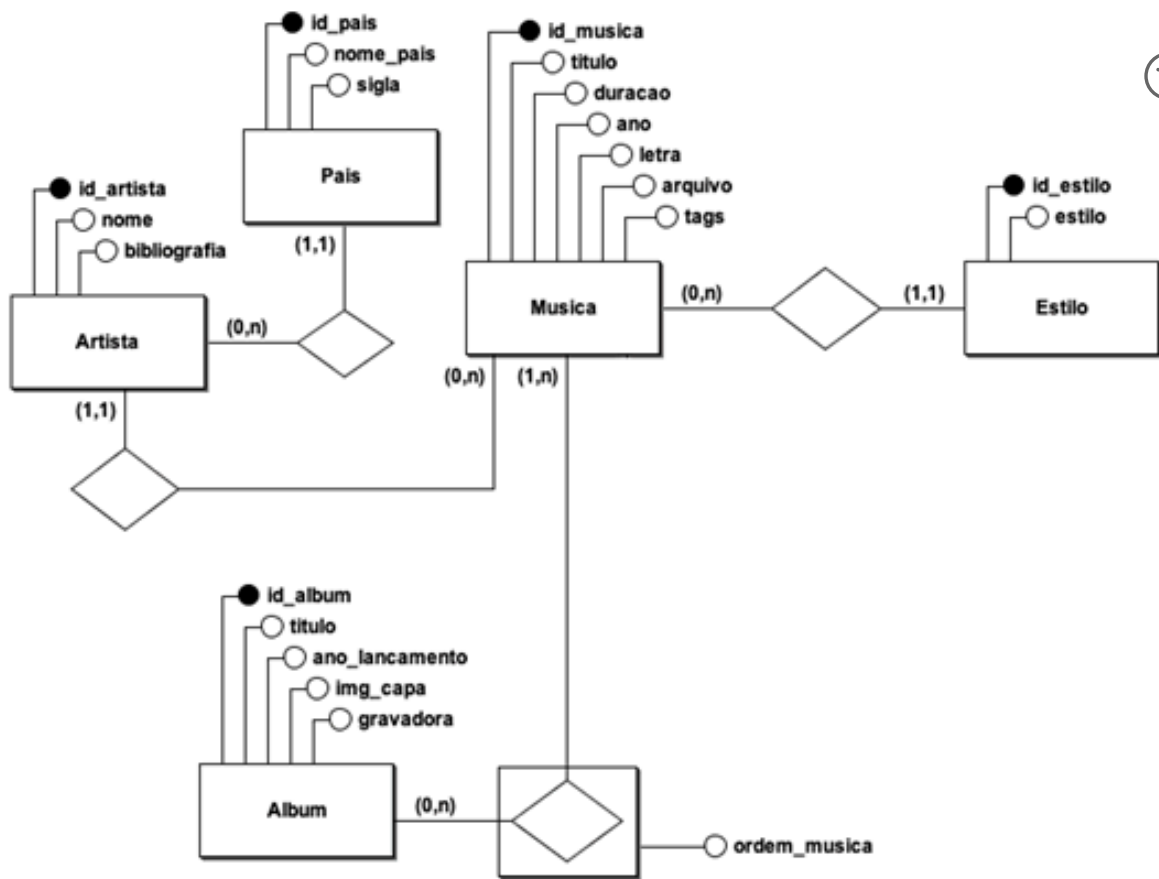 id_pais
nome_pais
sigla
Pais
(1,1)
id_artista
nome
bibliografia
Artista
(0,n)
(1,1)
id_musica
titulo
duracao
ano
letra
arquivo
tags
Musica
(0,n)
(0,n)
(1,n)
id_estilo
estilo
(1,1)
Estilo
id_album
titulo
ano_lancamento
img_capa
gravadora
Album
(0,n)
ordem_musica